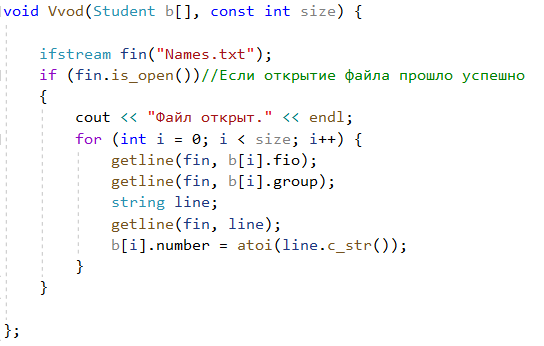 void Vvod(Student b[], const int size) {
ifstream fin("Names.txt");
if (fin.is_open())//Если открытие файла прошло успешно
{
cout << "Файл открыт." << endl;
for (int i = 0; i < size; i++) {
getline(fin, b[i].fio);
getline(fin, b[i].group);
string line;
getline(fin, line);
b[i].number = atoi(line.c_str());
}
}
};